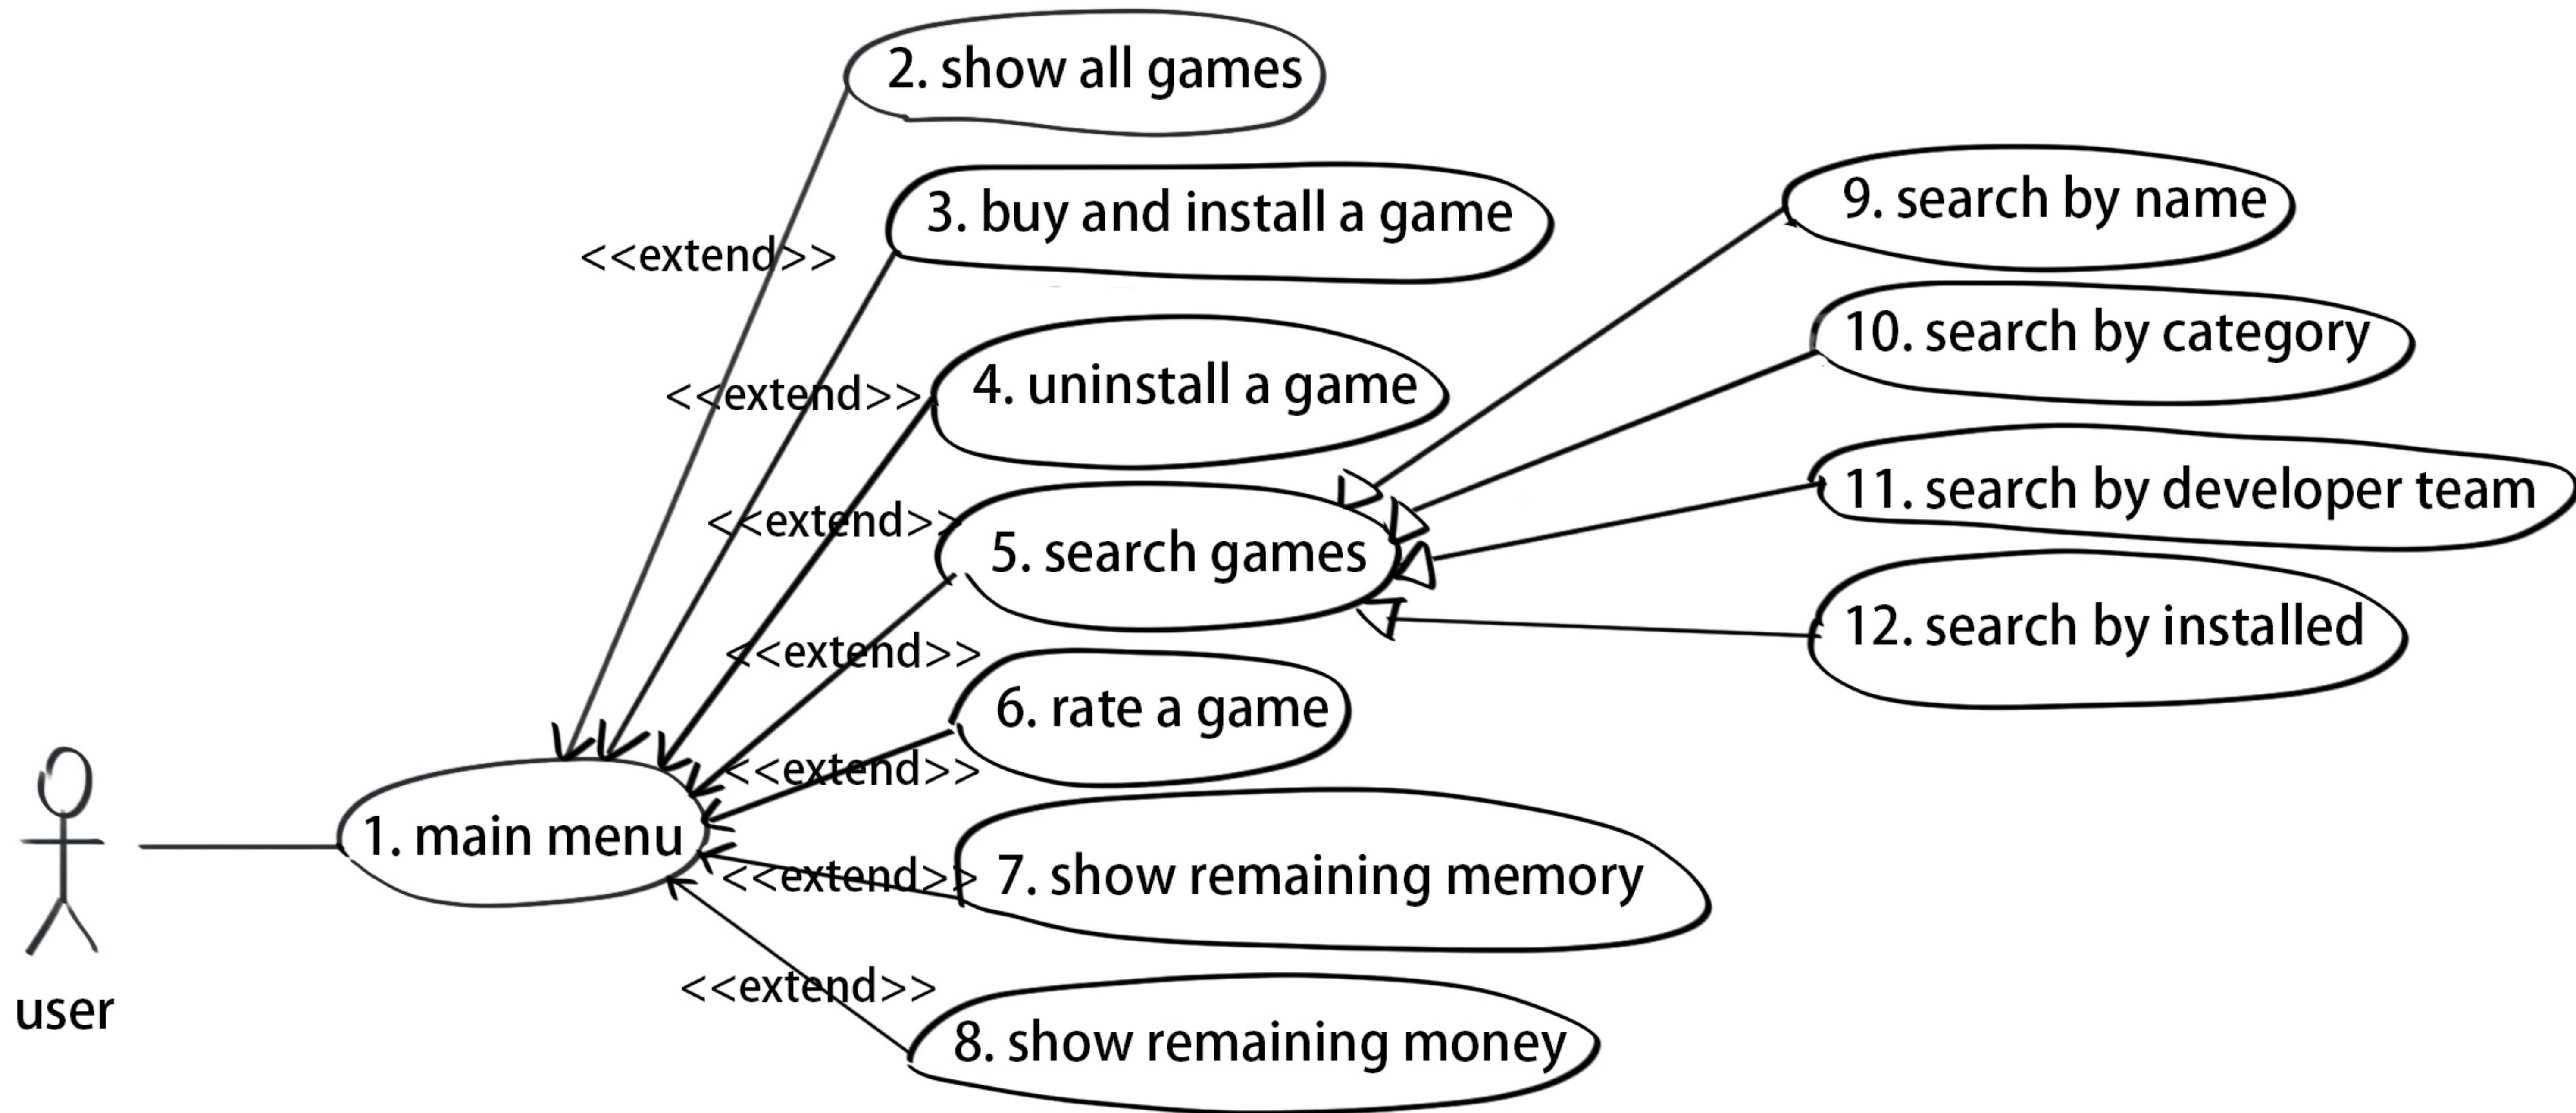 2. show all games
3. buy and install a game
9. search by name
<<extend>>
10. search by category
4. uninstall a game
<<extend>>
11. search by developer team
<<extend>>
5. search games
12. search by installed
<<extend>>
6. rate a game
<<extend>>
1. main menu
<<extend>>
7. show remaining memory
<<extend>>
user
8. show remaining money